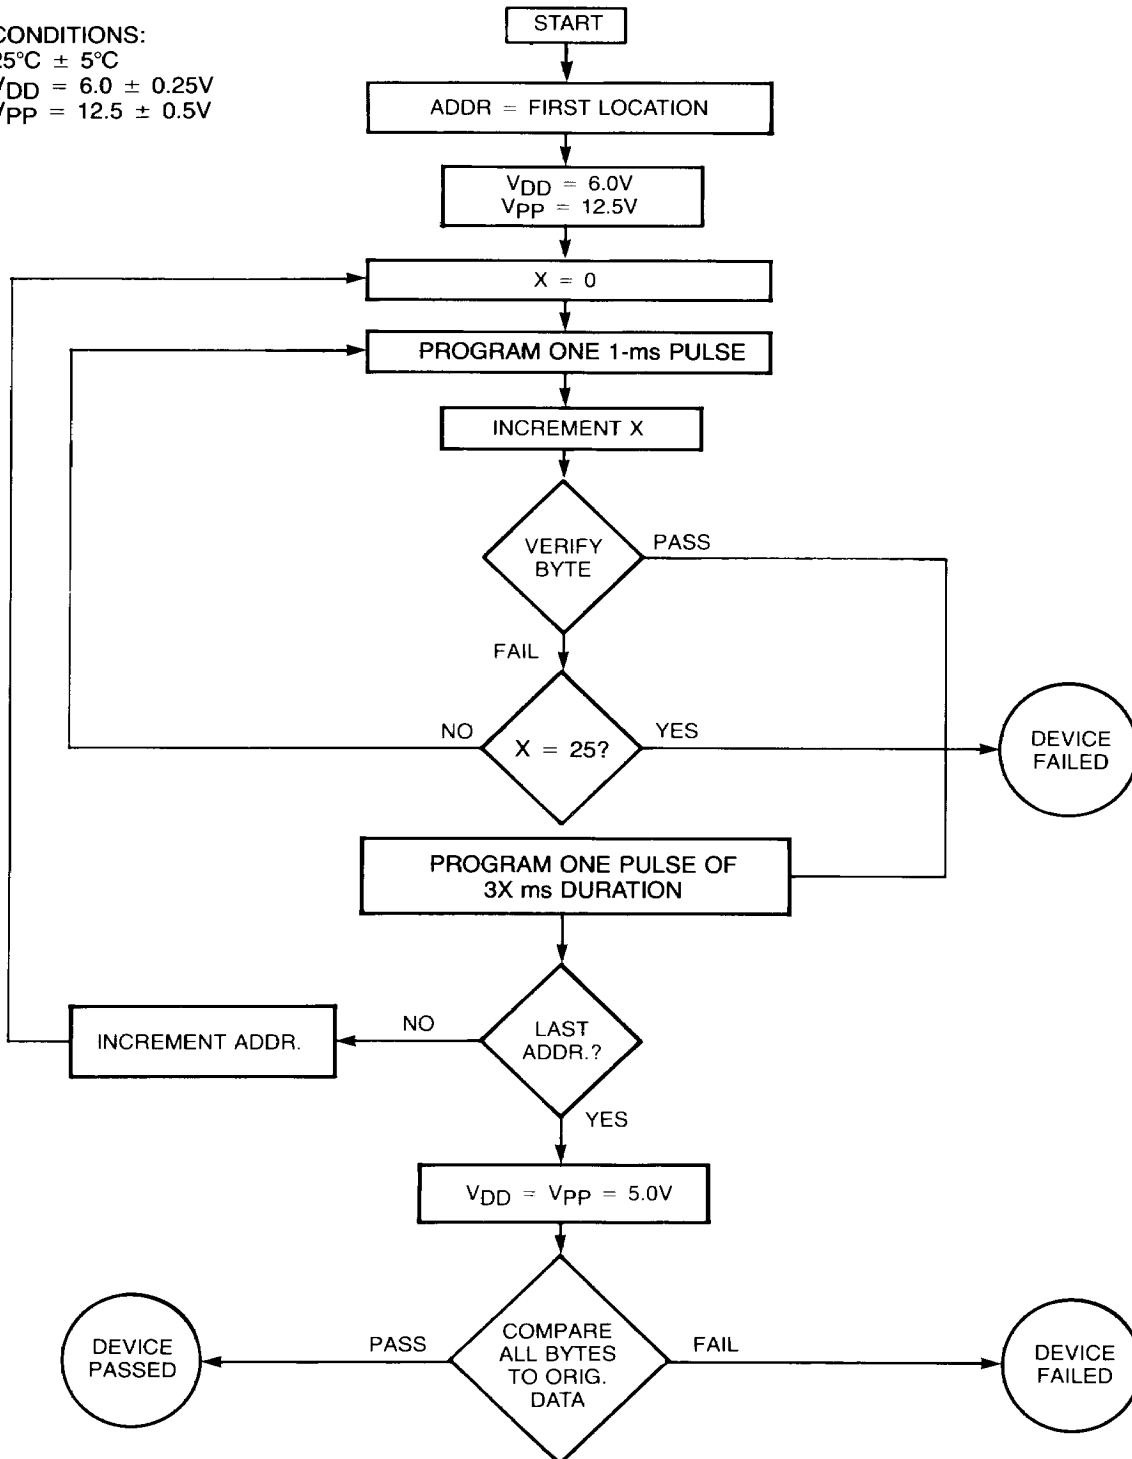 START
CONDITIONS:
25°C ± 5°C
VDD = 6.0 ± 0.25V
VPP = 12.5 ± 0.5V
ADDR = FIRST LOCATION
VDD = 6.0V
VPP = 12.5V
X = 0
PROGRAM ONE 1-ms PULSE
INCREMENT X
VERIFY
BYTE
PASS
FAIL
X = 25?
NO
YES
DEVICE
FAILED
PROGRAM ONE PULSE OF
3X ms DURATION
LAST
ADDR.?
NO
INCREMENT ADDR.
YES
VDD = VPP = 5.0V
COMPARE
ALL BYTES
TO ORIG.
DATA
PASS
DEVICE
PASSED
FAIL
DEVICE
FAILED